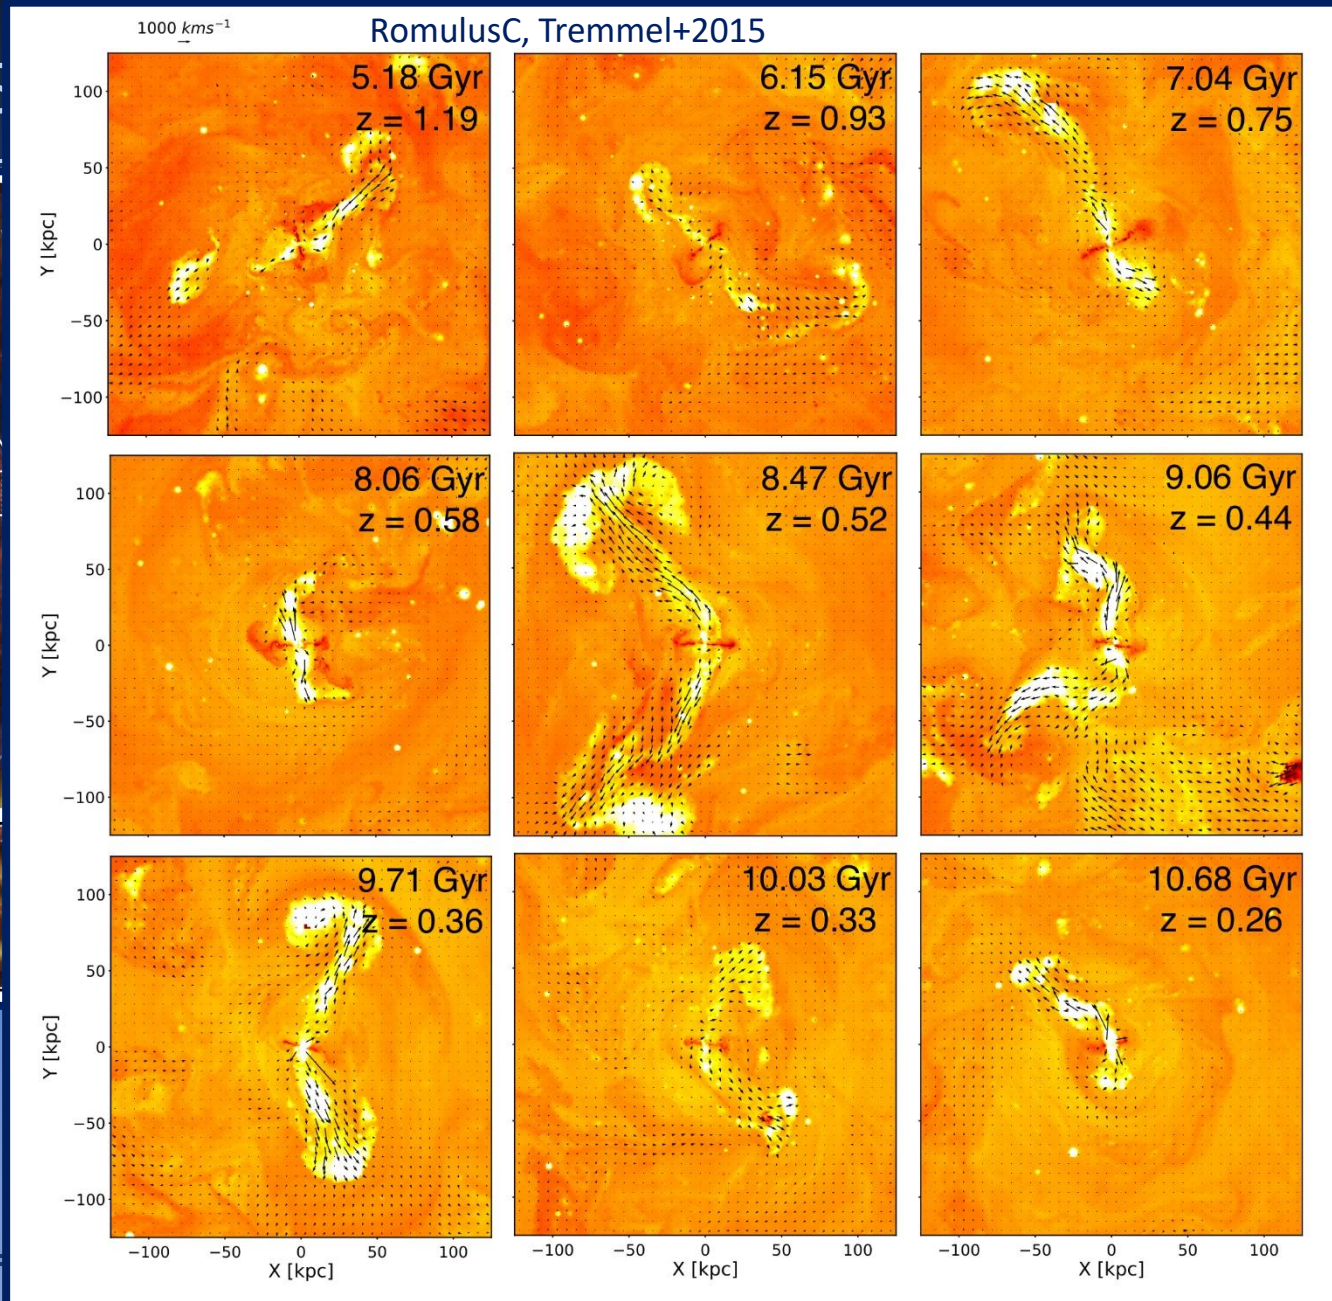 1000 kms⁻¹
RomulusC, Tremmel+2015
5.18 Gyr
z = 1.19
6.15 Gyr
z = 0.93
7.04 Gyr
z = 0.75
100
50
0
−50
−100
Y [kpc]
8.06 Gyr
z = 0.58
8.47 Gyr
z = 0.52
9.06 Gyr
z = 0.44
100
50
0
−50
−100
Y [kpc]
9.71 Gyr
z = 0.36
10.03 Gyr
z = 0.33
10.68 Gyr
z = 0.26
100
50
0
−50
−100
Y [kpc]
−100 −50 0 50 100
X [kpc]
−100 −50 0 50 100
X [kpc]
−100 −50 0 50 100
X [kpc]